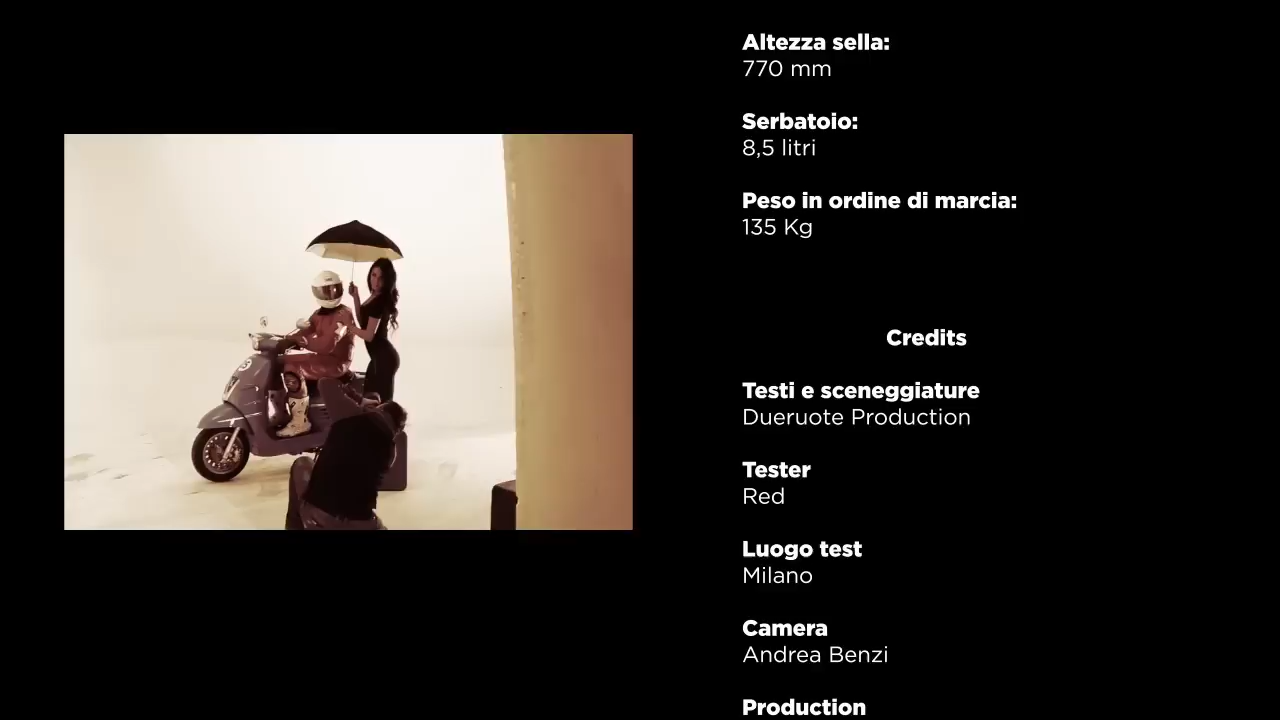 Altezza sella:
770 mm
Serbatoio:
8,5 litri
Peso in ordine di marcia:
135 Kg
Credits
Testi e sceneggiature
Dueruote Production
Tester
Red
Luogo test
Milano
Camera
Andrea Benzi
Production